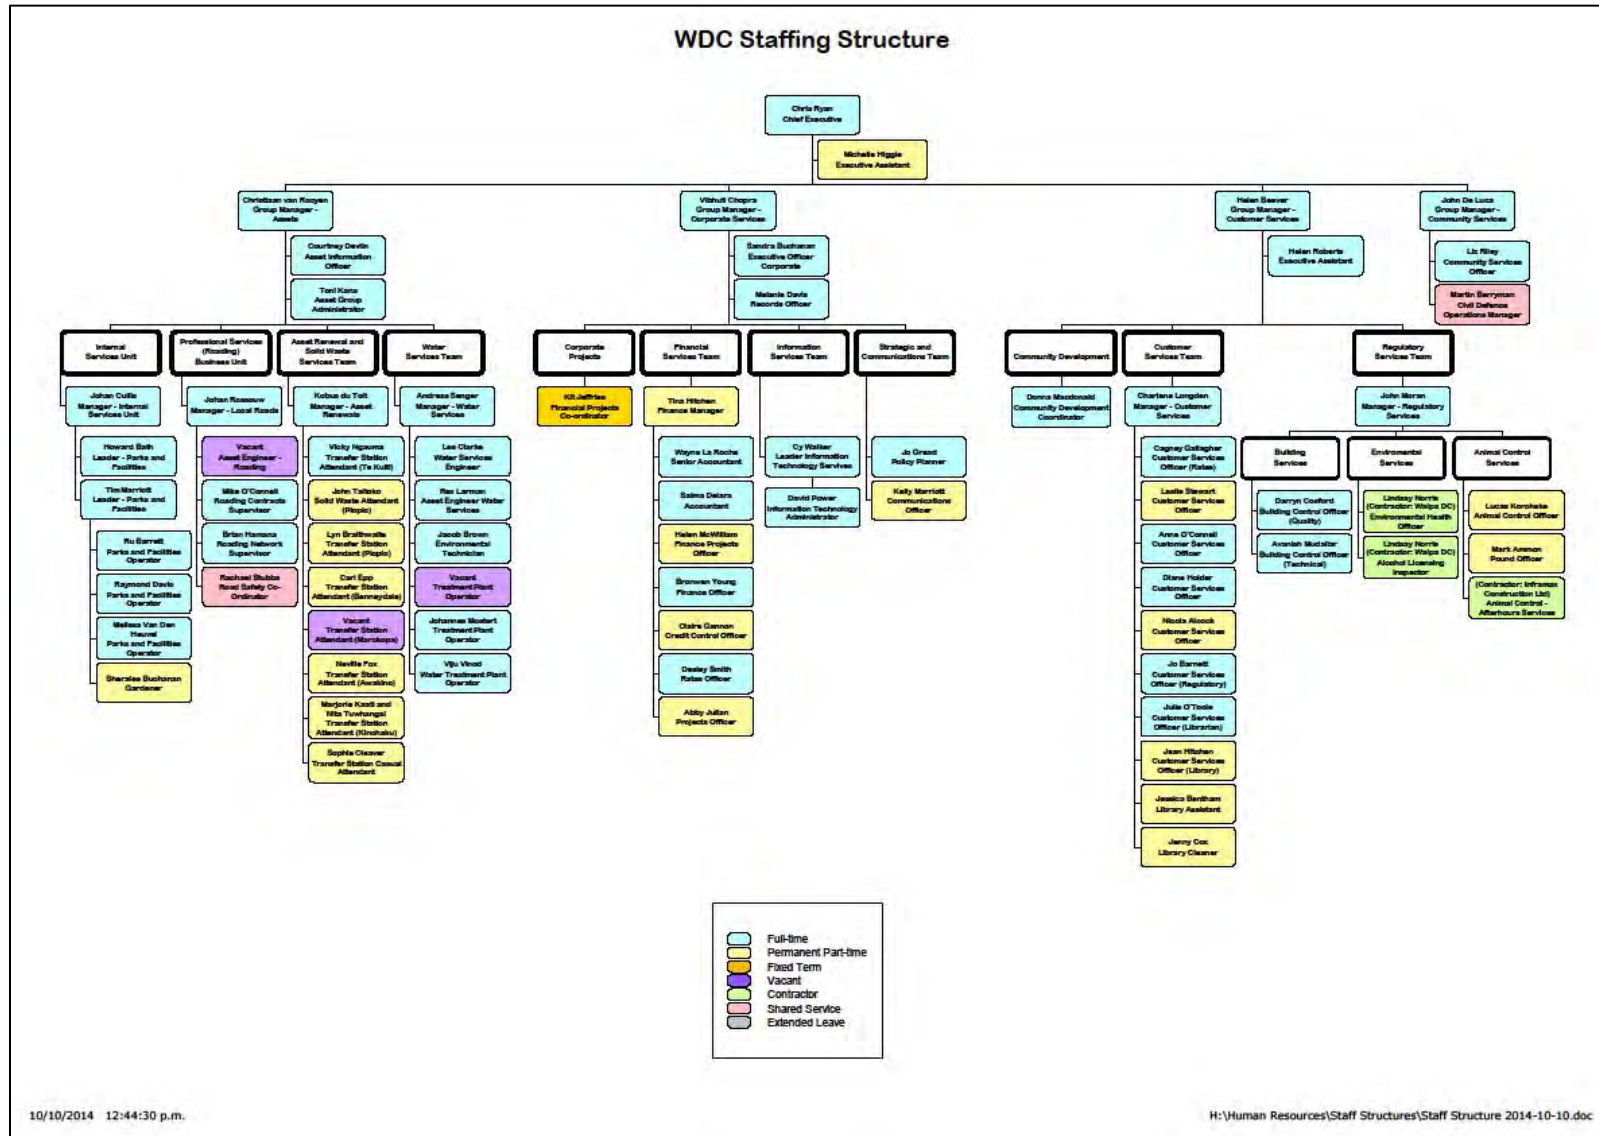 WDC Staffing Structure
Chris Ryan
Chief Executive
Michelle Higgie
Executive Assistant
Christiaan van Rooyen
Group Manager -
Assets
Courtney Devlin
Asset Information
Officer
Toni Kana
Asset Group
Administrator
Internal
Services Unit
Johan Cullis
Manager - Internal
Services Unit
Howard Bath
Leader - Parks and
Facilities
Tim Marriott
Leader - Parks and
Facilities
Ru Barrett
Parks and Facilities
Operator
Raymond Davis
Parks and Facilities
Operator
Melissa Van Den
Heuvel
Parks and Facilities
Operator
Sheralee Buchanan
Gardener
Professional Services
(Roading)
Business Unit
Johan Rossouw
Manager - Local Roads
Vacant
Asset Engineer -
Roading
Mike O'Connell
Roading Contracts
Supervisor
Brian Hamana
Roading Network
Supervisor
Rachael Stubbs
Road Safety Co-
Ordinator
Asset Renewal and
Solid Waste
Services Team
Kobus du Toit
Manager - Asset
Renewals
Vicky Ngauma
Transfer Station
Attendant (Te Kuiti)
John Taitoko
Solid Waste Attendant
(Piopio)
Lyn Braithwaite
Transfer Station
Attendant (Piopio)
Carl Epp
Transfer Station
Attendant (Benneydale)
Vacant
Transfer Station
Attendant (Marokopa)
Neville Fox
Transfer Station
Attendant (Awakino)
Marjorie Kaati and
Nita Tuwhangai
Transfer Station
Attendant (Kinohaku)
Sophie Cleaver
Transfer Station Casual
Attendant
Water
Services Team
Andreas Senger
Manager - Water
Services
Lee Clarke
Water Services
Engineer
Rex Larman
Asset Engineer Water
Services
Jacob Brown
Environmental
Technician
Vacant
Treatment Plant
Operator
Johannes Mostert
Treatment Plant
Operator
Viju Vinod
Water Treatment Plant
Operator
Vibhuti Chopra
Group Manager -
Corporate Services
Sandra Buchanan
Executive Officer
Corporate
Melanie Davis
Records Officer
Corporate
Projects
Kit Jeffries
Financial Projects
Co-ordinator
Financial
Services Team
Tina Hitchen
Finance Manager
Wayne La Roche
Senior Accountant
Salma Delara
Accountant
Helen McWilliam
Finance Projects
Officer
Bronwen Young
Finance Officer
Claire Gannon
Credit Control Officer
Desley Smith
Rates Officer
Abby Julian
Projects Officer
Information
Services Team
Cy Walker
Leader Information
Technology Services
David Power
Information Technology
Administrator
Strategic and
Communications Team
Jo Gread
Policy Planner
Kelly Marriott
Communications
Officer
Helen Beever
Group Manager -
Customer Services
Helen Roberts
Executive Assistant
Community Development
Donna Macdonald
Community Development
Coordinator
Customer
Services Team
Charlene Longden
Manager - Customer
Services
Cagney Gallagher
Customer Services
Officer (Rates)
Leslie Stewart
Customer Services
Officer
Anne O'Connell
Customer Services
Officer
Diane Holder
Customer Services
Officer
Nicola Alcock
Customer Services
Officer
Jo Barnett
Customer Services
Officer (Regulatory)
Julie O'Toole
Customer Services
Officer (Librarian)
Jean Hitchen
Customer Services
Officer (Library)
Jessica Bentham
Library Assistant
Jenny Cox
Library Cleaner
Regulatory
Services Team
John Moran
Manager - Regulatory
Services
Building
Services
Darryn Cosford
Building Control Officer
(Quality)
Avanish Mudaliar
Building Control Officer
(Technical)
Enviromental
Services
Lindsay Norris
(Contractor: Waipa DC)
Environmental Health
Officer
Lindsay Norris
(Contractor: Waipa DC)
Alcohol Licensing
Inspector
Animal Control
Services
Lucas Korohake
Animal Control Officer
Mark Ammon
Pound Officer
(Contractor: Inframax
Construction Ltd)
Animal Control -
Afterhours Services
John De Luca
Group Manager -
Community Services
Liz Riley
Community Services
Officer
Martin Berryman
Civil Defence
Operations Manager
Full-time
Permanent Part-time
Fixed Term
Vacant
Contractor
Shared Service
Extended Leave
10/10/2014 12:44:30 p.m.
H:\Human Resources\Staff Structures\Staff Structure 2014-10-10.doc